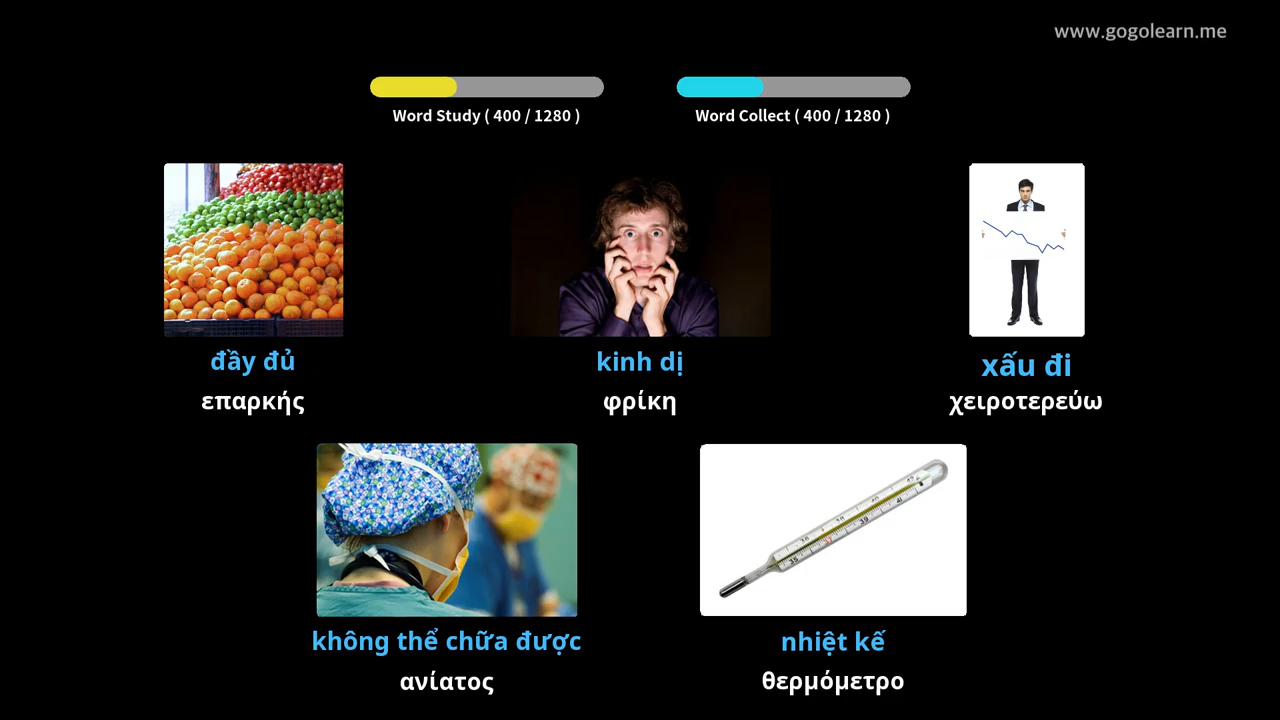 www.gogolearn.me
Word Study ( 400 / 1280 )
Word Collect ( 400 / 1280 )
đầy đủ
επαρκής
kinh dị
φρίκη
xấu đi
χειροτερεύω
không thể chữa được
ανίατος
nhiệt kế
θερμόμετρο